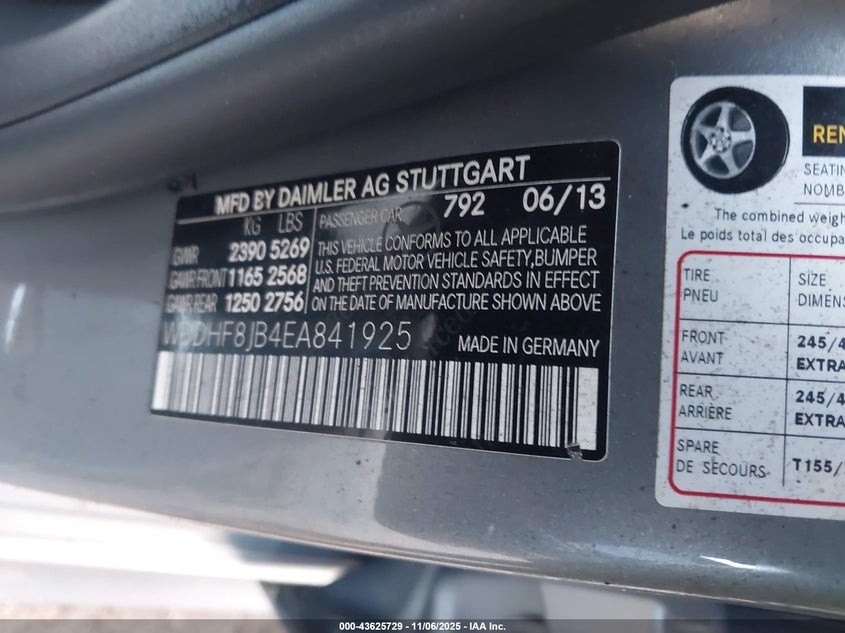 MFD BY DAIMLER AG STUTTGART
KG LBS
PASSENGER CAR 792 06/13
GVWR 2390 5269
GAWR FRONT 1165 2568
GAWR REAR 1250 2756
THIS VEHICLE CONFORMS TO ALL APPLICABLE
U.S. FEDERAL MOTOR VEHICLE SAFETY,BUMPER
AND THEFT PREVENTION STANDARDS IN EFFECT
ON THE DATE OF MANUFACTURE SHOWN ABOVE
WDDHF8JB4EA841925
MADE IN GERMANY
REN
SEATIN
NOMB
The combined weigh
Le poids total des occupa
TIRE
PNEU
SIZE
DIMEN
FRONT
AVANT
245/4
EXTRA
REAR
ARRIÈRE
245/4
EXTRA
SPARE
DE SECOURS
T155/
000-43625729 - 11/06/2025 - IAA Inc.